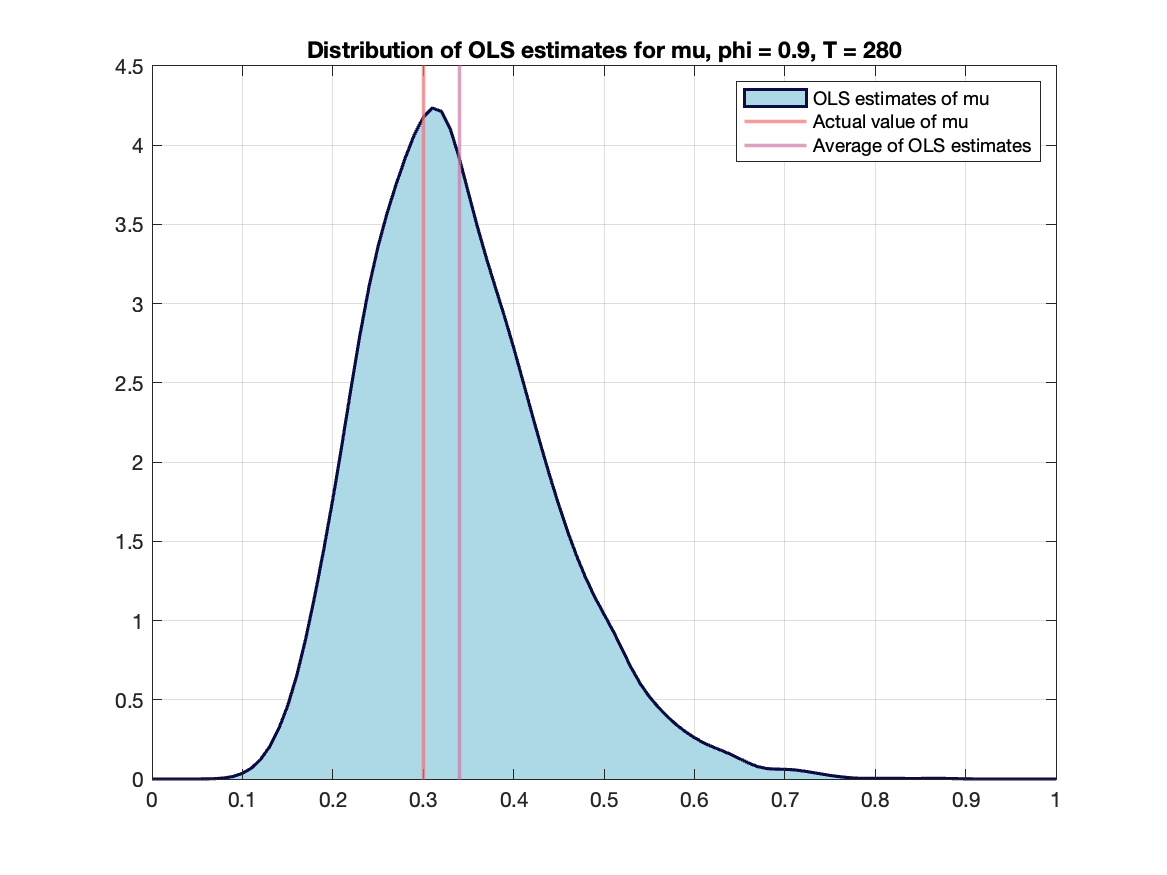 Distribution of OLS estimates for mu, phi = 0.9, T = 280
OLS estimates of mu
Actual value of mu
Average of OLS estimates
4.5
4
3.5
3
2.5
2
1.5
1
0.5
0
0 0.1 0.2 0.3 0.4 0.5 0.6 0.7 0.8 0.9 1